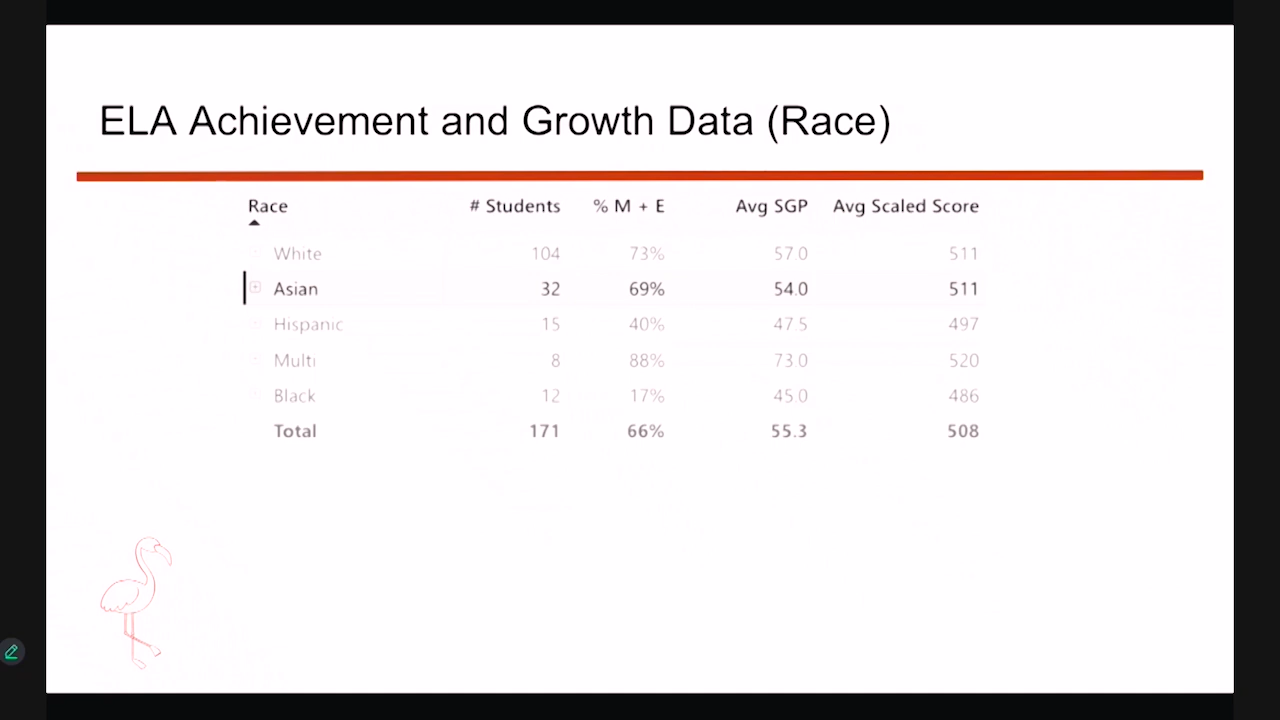 ELA Achievement and Growth Data (Race)
Race # Students % M + E Avg SGP Avg Scaled Score
White 104 73% 57.0 511
Asian 32 69% 54.0 511
Hispanic 15 40% 47.5 497
Multi 8 88% 73.0 520
Black 12 17% 45.0 486
Total 171 66% 55.3 508